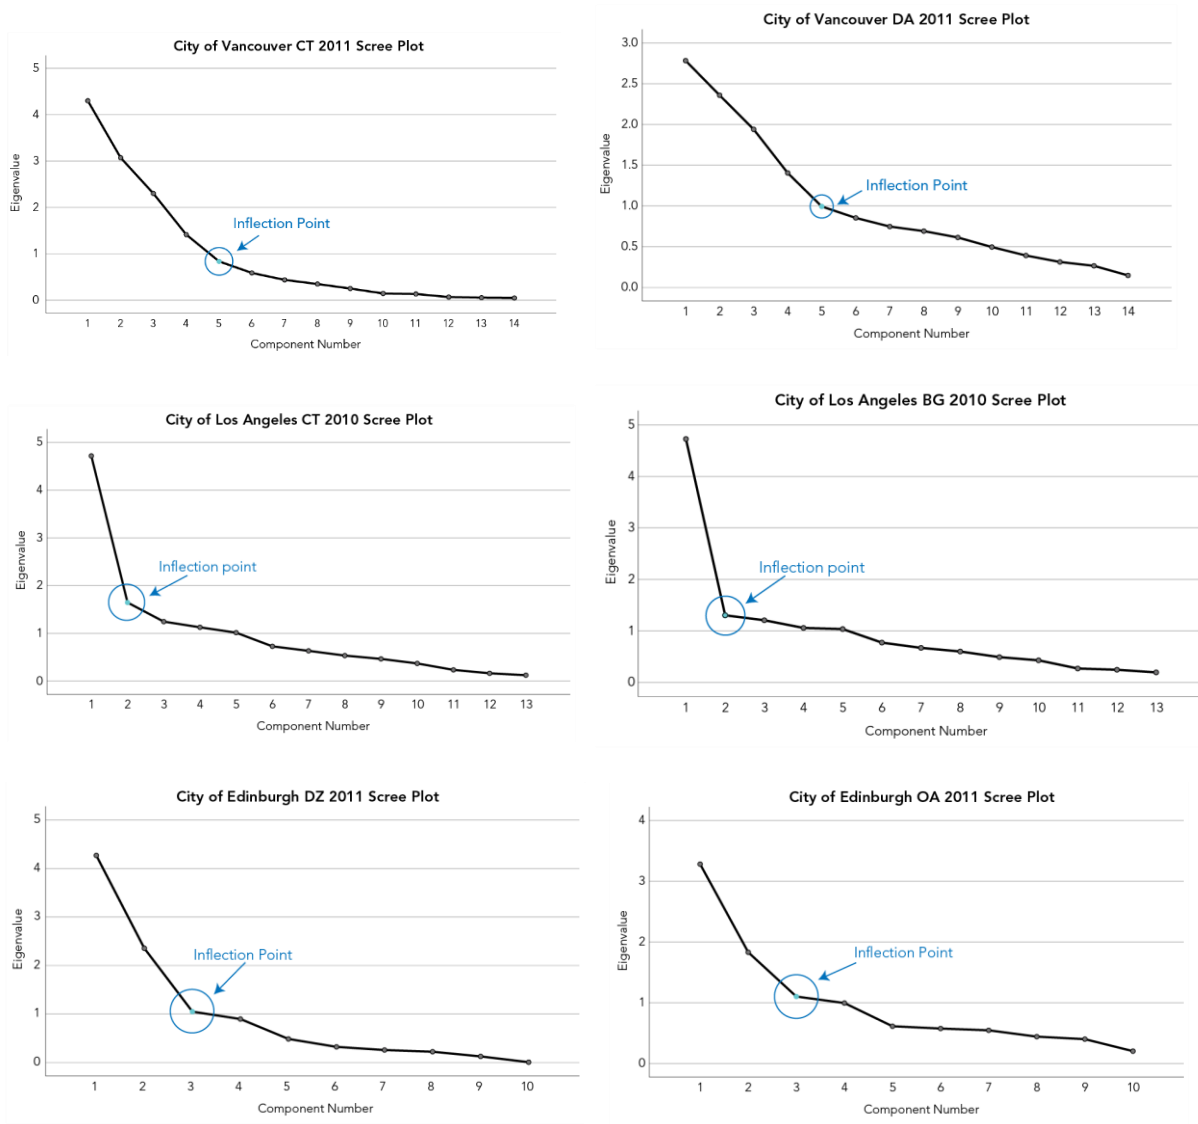 City of Vancouver CT 2011 Scree Plot
5
4
3
2
1
0
Eigenvalue
Inflection Point
1 2 3 4 5 6 7 8 9 10 11 12 13 14
Component Number
City of Vancouver DA 2011 Scree Plot
3.0
2.5
2.0
1.5
1.0
0.5
0.0
Eigenvalue
Inflection Point
1 2 3 4 5 6 7 8 9 10 11 12 13 14
Component Number
City of Los Angeles CT 2010 Scree Plot
5
4
3
2
1
0
Eigenvalue
Inflection point
1 2 3 4 5 6 7 8 9 10 11 12 13
Component Number
City of Los Angeles BG 2010 Scree Plot
5
4
3
2
1
0
Eigenvalue
Inflection point
1 2 3 4 5 6 7 8 9 10 11 12 13
Component Number
City of Edinburgh DZ 2011 Scree Plot
5
4
3
2
1
0
Eigenvalue
Inflection Point
1 2 3 4 5 6 7 8 9 10
Component Number
City of Edinburgh OA 2011 Scree Plot
4
3
2
1
0
Eigenvalue
Inflection Point
1 2 3 4 5 6 7 8 9 10
Component Number